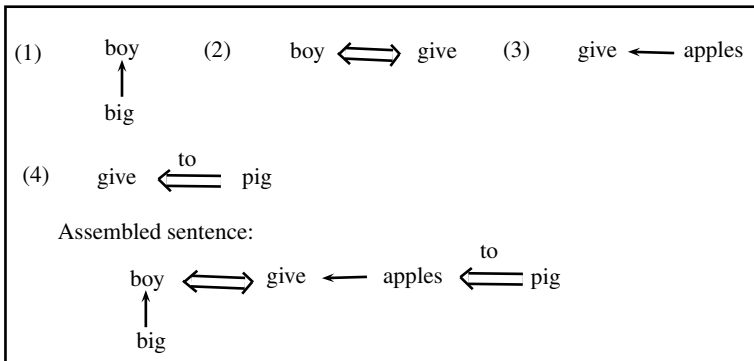 (1) boy (2) boy give (3) give apples
big
to
(4) give pig
Assembled sentence:
to
boy give apples pig
big